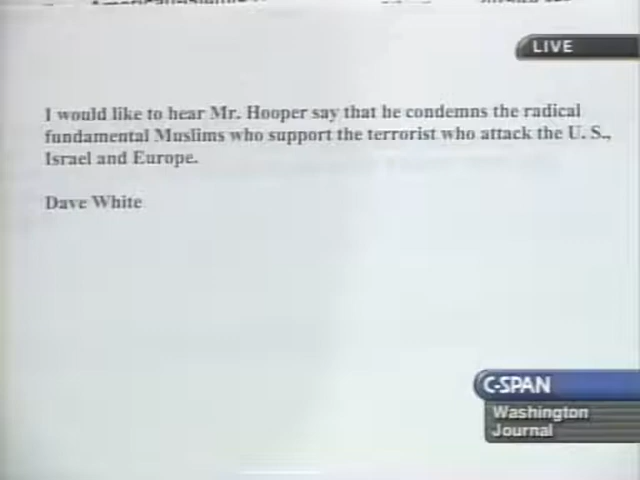 LIVE
I would like to hear Mr. Hooper say that he condemns the radical
fundamental Muslims who support the terrorist who attack the U. S.,
Israel and Europe.
Dave White
C-SPAN
Washington
Journal